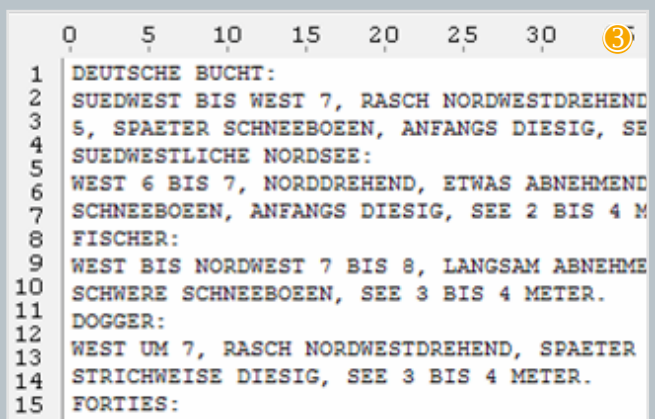 0 5 10 15 20 25 30 ③5
1
2
3
4
5
6
7
8
9
10
11
12
13
14
15
DEUTSCHE BUCHT:
SUEDWEST BIS WEST 7, RASCH NORDWESTDREHEND
5, SPAETER SCHNEEBOEEN, ANFANGS DIESIG, SE
SUEDWESTLICHE NORDSEE:
WEST 6 BIS 7, NORDDREHEND, ETWAS ABNEHMEND
SCHNEEBOEEN, ANFANGS DIESIG, SEE 2 BIS 4 M
FISCHER:
WEST BIS NORDWEST 7 BIS 8, LANGSAM ABNEHME
SCHWERE SCHNEEBOEEN, SEE 3 BIS 4 METER.
DOGGER:
WEST UM 7, RASCH NORDWESTDREHEND, SPAETER
STRICHWEISE DIESIG, SEE 3 BIS 4 METER.
FORTIES: